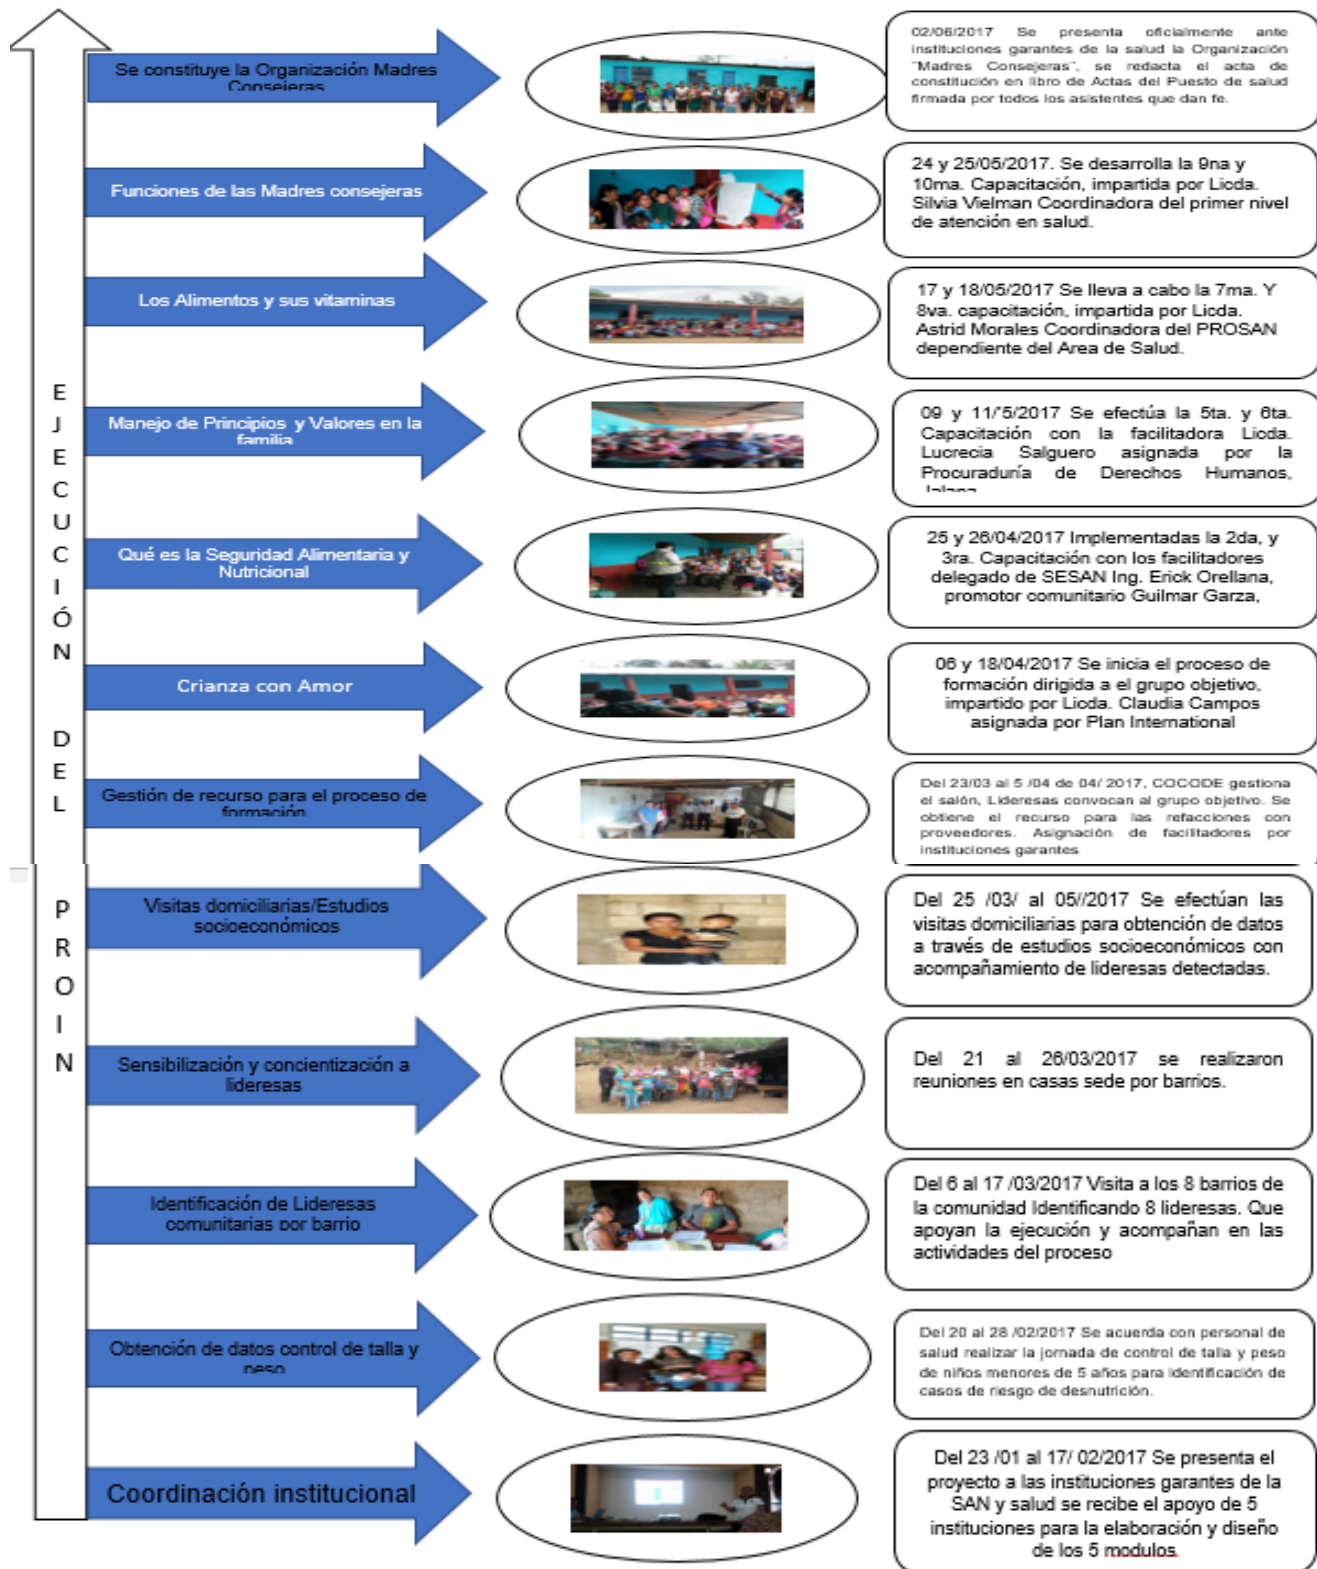 Se constituye la Organización Madres
Consejeras
02/06/2017 Se presenta oficialmente ante
instituciones garantes de la salud la Organización
"Madres Consejeras", se redacta el acta de
constitución en libro de Actas del Puesto de salud
firmada por todos los asistentes que dan fe.
Funciones de las Madres consejeras
24 y 25/05/2017. Se desarrolla la 9na y
10ma. Capacitación, impartida por Licda.
Silvia Vielman Coordinadora del primer nivel
de atención en salud.
Los Alimentos y sus vitaminas
17 y 18/05/2017 Se lleva a cabo la 7ma. Y
8va. capacitación, impartida por Licda.
Astrid Morales Coordinadora del PROSAN
dependiente del Area de Salud.
Manejo de Principios y Valores en la
familia
09 y 11/'5/2017 Se efectúa la 5ta. y 6ta.
Capacitación con la facilitadora Licda.
Lucrecia Salguero asignada por la
Procuraduría de Derechos Humanos,
Jalapa
Qué es la Seguridad Alimentaria y
Nutricional
25 y 26/04/2017 Implementadas la 2da, y
3ra. Capacitación con los facilitadores
delegado de SESAN Ing. Erick Orellana,
promotor comunitario Guilmar Garza,
Crianza con Amor
06 y 18/04/2017 Se inicia el proceso de
formación dirigida a el grupo objetivo,
impartido por Licda. Claudia Campos
asignada por Plan International
Gestión de recurso para el proceso de
formación
Del 23/03 al 5 /04 de 04/ 2017, COCODE gestiona
el salón, Lideresas convocan al grupo objetivo. Se
obtiene el recurso para las refacciones con
proveedores. Asignación de facilitadores por
instituciones garantes
Visitas domiciliarias/Estudios
socioeconómicos
Del 25 /03/ al 05//2017 Se efectúan las
visitas domiciliarias para obtención de datos
a través de estudios socioeconómicos con
acompañamiento de lideresas detectadas.
Sensibilización y concientización a
lideresas
Del 21 al 26/03/2017 se realizaron
reuniones en casas sede por barrios.
Identificación de Lideresas
comunitarias por barrio
Del 6 al 17 /03/2017 Visita a los 8 barrios de
la comunidad Identificando 8 lideresas. Que
apoyan la ejecución y acompañan en las
actividades del proceso
Obtención de datos control de talla y
peso
Del 20 al 28 /02/2017 Se acuerda con personal de
salud realizar la jornada de control de talla y peso
de niños menores de 5 años para identificación de
casos de riesgo de desnutrición.
Coordinación institucional
Del 23 /01 al 17/ 02/2017 Se presenta el
proyecto a las instituciones garantes de la
SAN y salud se recibe el apoyo de 5
instituciones para la elaboración y diseño
de los 5 modulos
EJECUCIÓN DEL PROIN